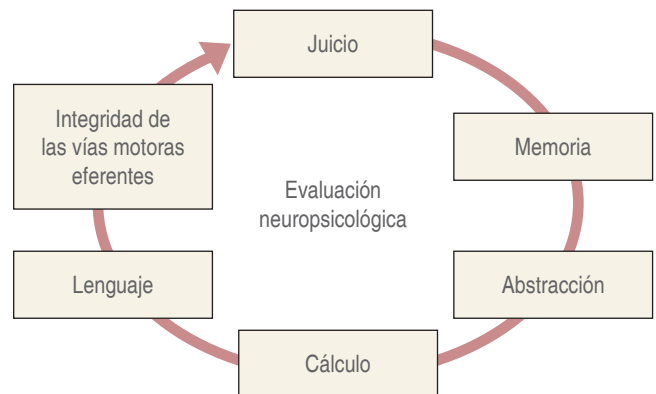 Juicio
Memoria
Abstracción
Cálculo
Lenguaje
Integridad de
las vías motoras
eferentes
Evaluación
neuropsicológica